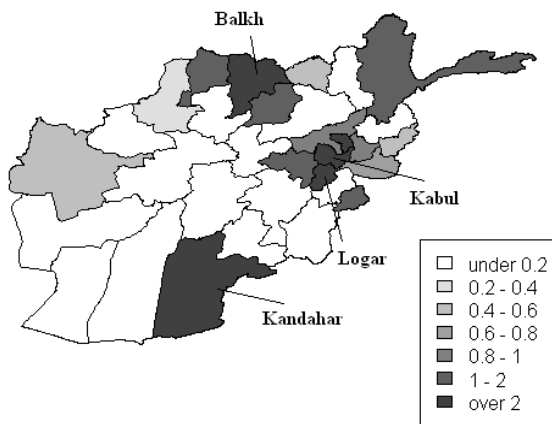 Balkh
Kabul
Logar
Kandahar
under 0.2
0.2 - 0.4
0.4 - 0.6
0.6 - 0.8
0.8 - 1
1 - 2
over 2